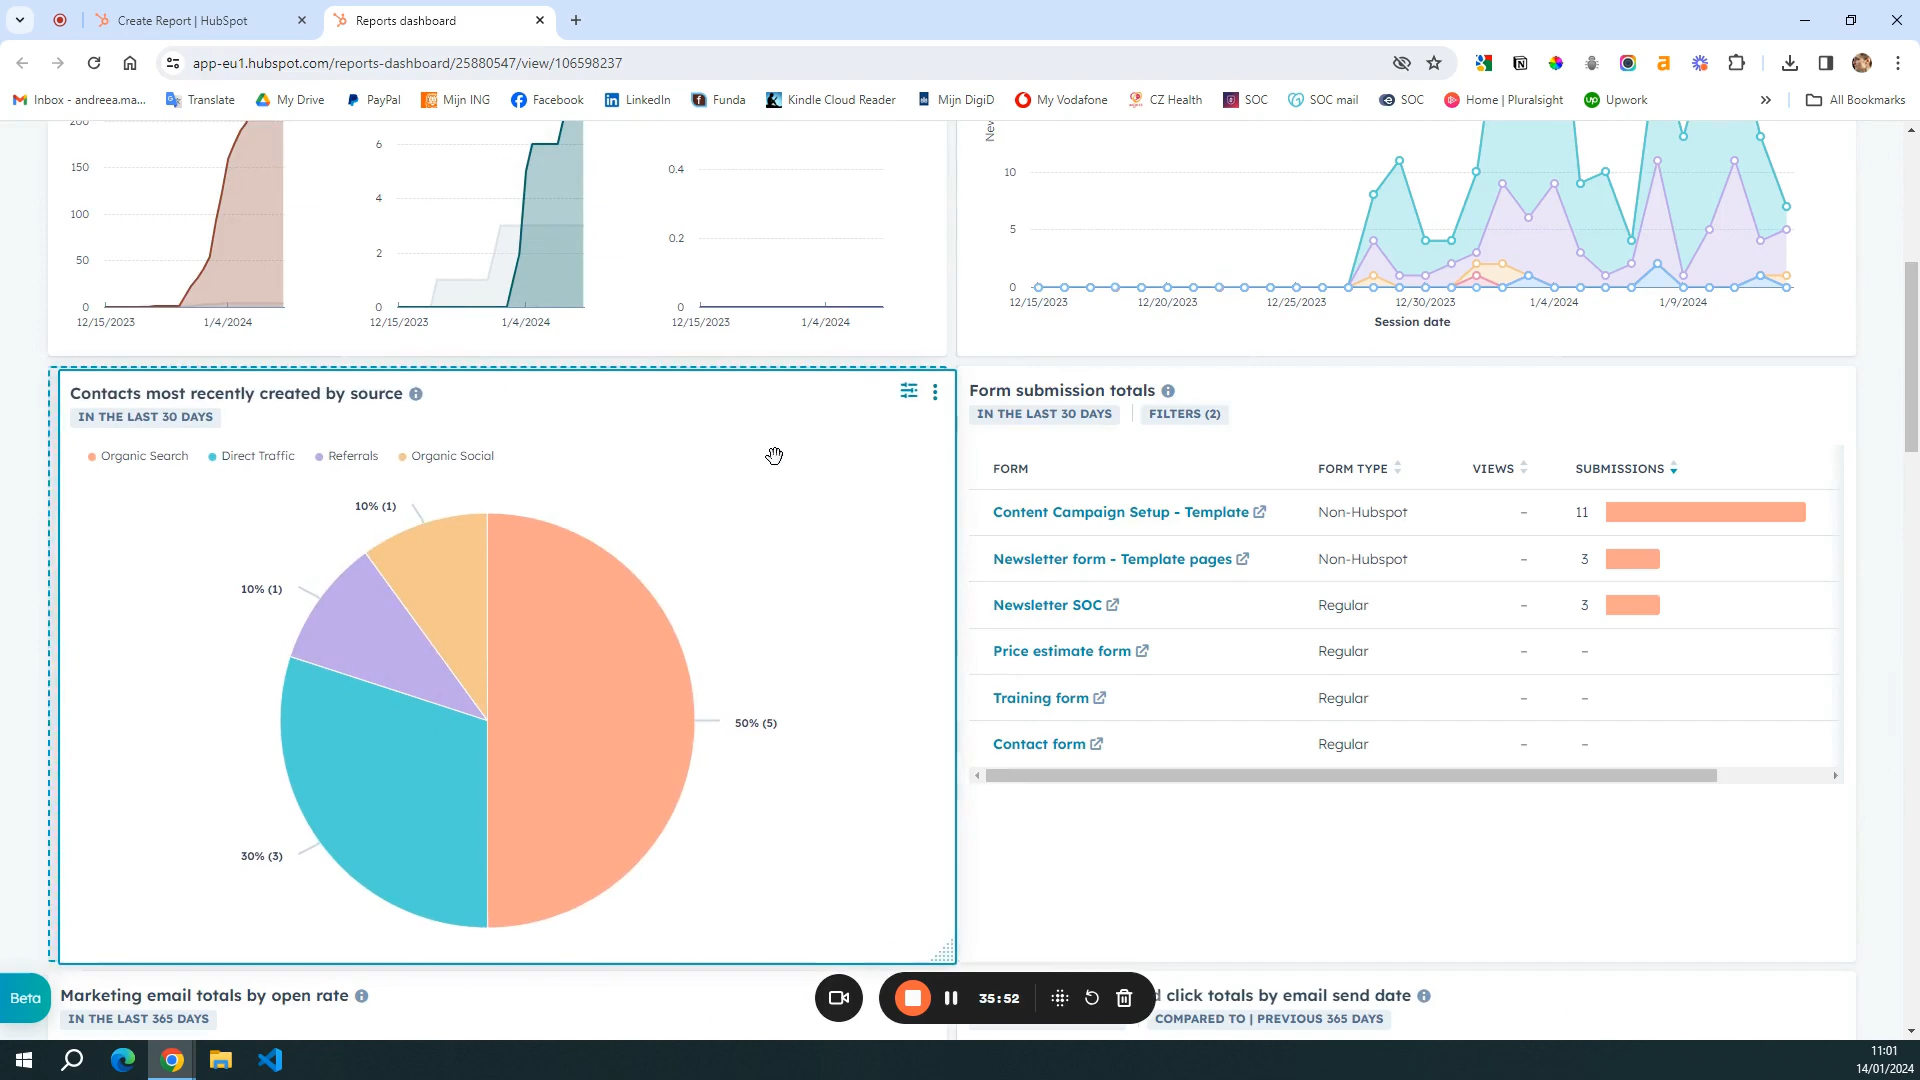 Create Report | HubSpot
Reports dashboard
app-eu1.hubspot.com/reports-dashboard/25880547/view/106598237
Inbox - andreea.ma...
Translate
My Drive
PayPal
Mijn ING
Facebook
LinkedIn
Funda
Kindle Cloud Reader
Mijn DigiD
My Vodafone
CZ Health
SOC
SOC mail
SOC
Home | Pluralsight
Upwork
All Bookmarks
200
150
100
50
0
12/15/2023
1/4/2024
6
4
2
0
12/15/2023
1/4/2024
0.4
0.2
0
12/15/2023
1/4/2024
New
10
5
0
12/15/2023
12/20/2023
12/25/2023
12/30/2023
1/4/2024
1/9/2024
Session date
Contacts most recently created by source
IN THE LAST 30 DAYS
Organic Search
Direct Traffic
Referrals
Organic Social
10% (1)
10% (1)
50% (5)
30% (3)
Form submission totals
IN THE LAST 30 DAYS
FILTERS (2)
FORM FORM TYPE VIEWS SUBMISSIONS
Content Campaign Setup - Template Non-Hubspot – 11
Newsletter form - Template pages Non-Hubspot – 3
Newsletter SOC Regular – 3
Price estimate form Regular – –
Training form Regular – –
Contact form Regular – –
Beta
Marketing email totals by open rate
IN THE LAST 365 DAYS
35:52
d click totals by email send date
COMPARED TO | PREVIOUS 365 DAYS
11:01
14/01/2024